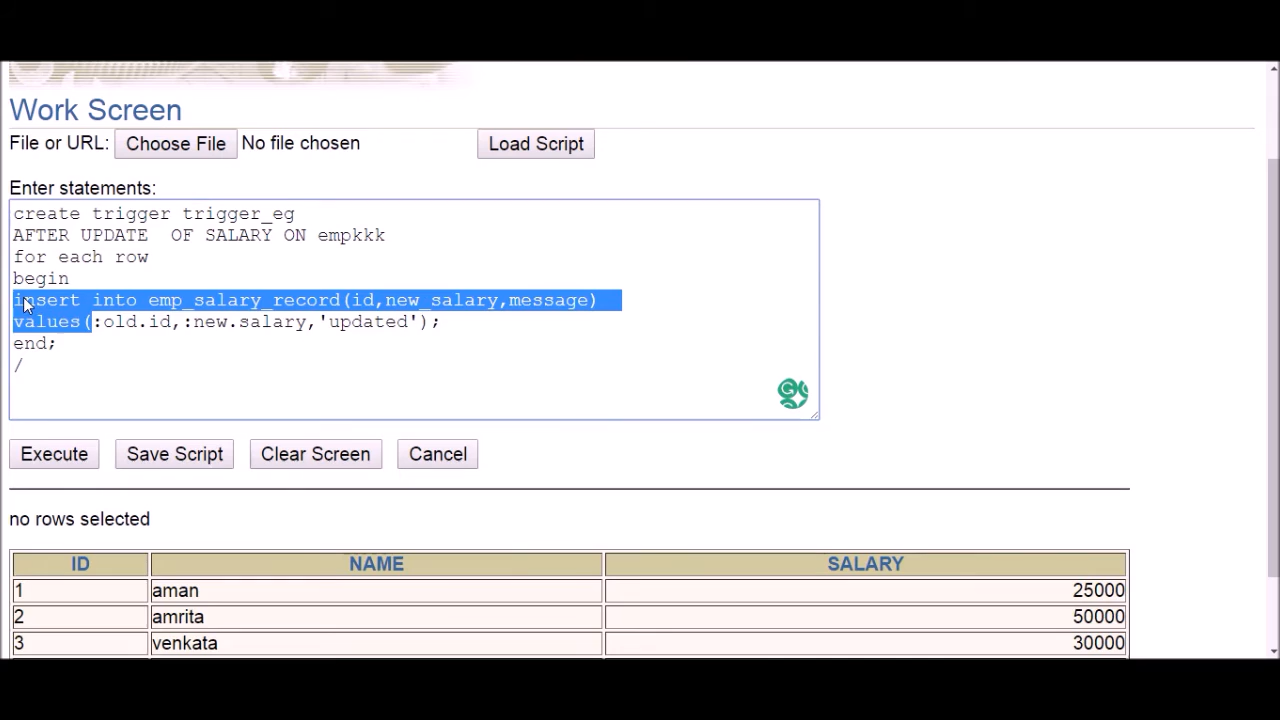 Work Screen
File or URL: Choose File No file chosen Load Script
Enter statements:
create trigger trigger_eg
AFTER UPDATE  OF SALARY ON empkkk
for each row
begin
insert into emp_salary_record(id,new_salary,message)
values(:old.id,:new.salary,'updated');
end;
/
Execute Save Script Clear Screen Cancel
no rows selected
ID NAME SALARY
1 aman 25000
2 amrita 50000
3 venkata 30000